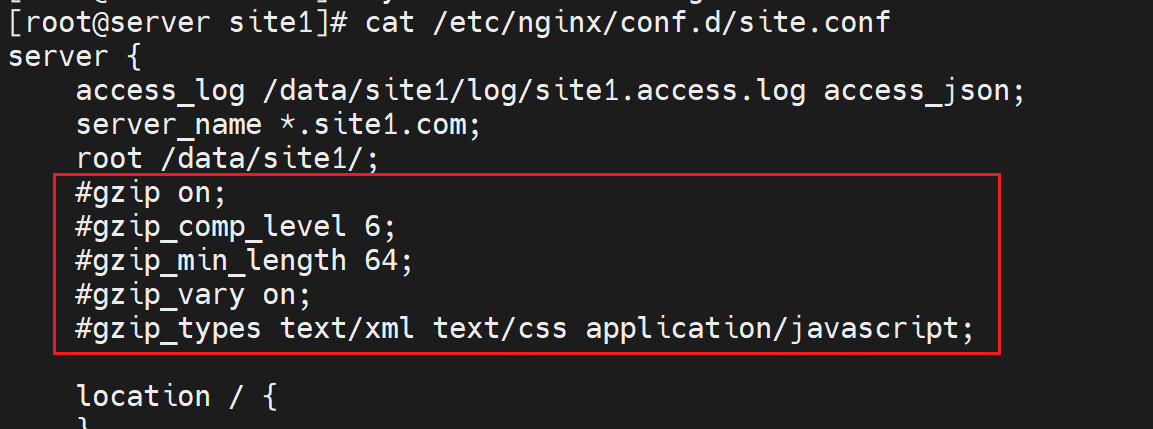 [root@server site1]# cat /etc/nginx/conf.d/site.conf
server {
    access_log /data/site1/log/site1.access.log access_json;
    server_name *.site1.com;
    root /data/site1/;
    #gzip on;
    #gzip_comp_level 6;
    #gzip_min_length 64;
    #gzip_vary on;
    #gzip_types text/xml text/css application/javascript;

    location / {
    }